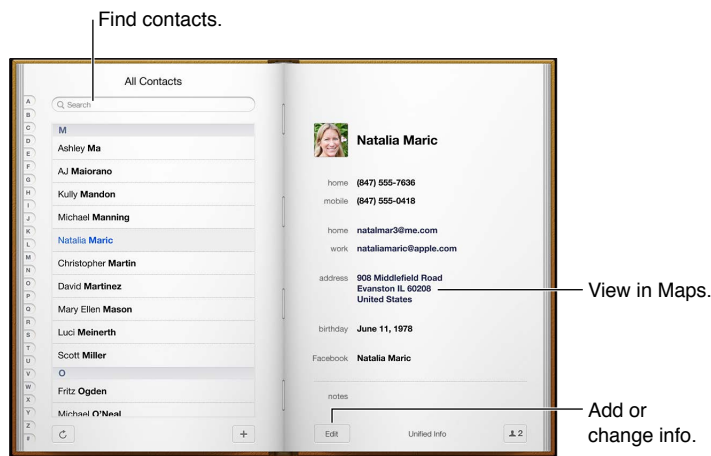 Find contacts.
All Contacts
Search
A
B
C
D
E
F
G
H
I
J
K
L
M
N
O
P
Q
R
S
T
U
V
W
X
Y
Z
#
M
Ashley Ma
AJ Maiorano
Kully Mandon
Michael Manning
Natalia Maric
Christopher Martin
David Martinez
Mary Ellen Mason
Luci Meinerth
Scott Miller
O
Fritz Ogden
Michael O'Neal
+
Natalia Maric
home (847) 555-7636
mobile (847) 555-0418
home natalmar3@me.com
work nataliamaric@apple.com
address 908 Middlefield Road
Evanston IL 60208
United States
View in Maps.
birthday June 11, 1978
Facebook Natalia Maric
notes
Edit Unified Info 2
Add or
change info.